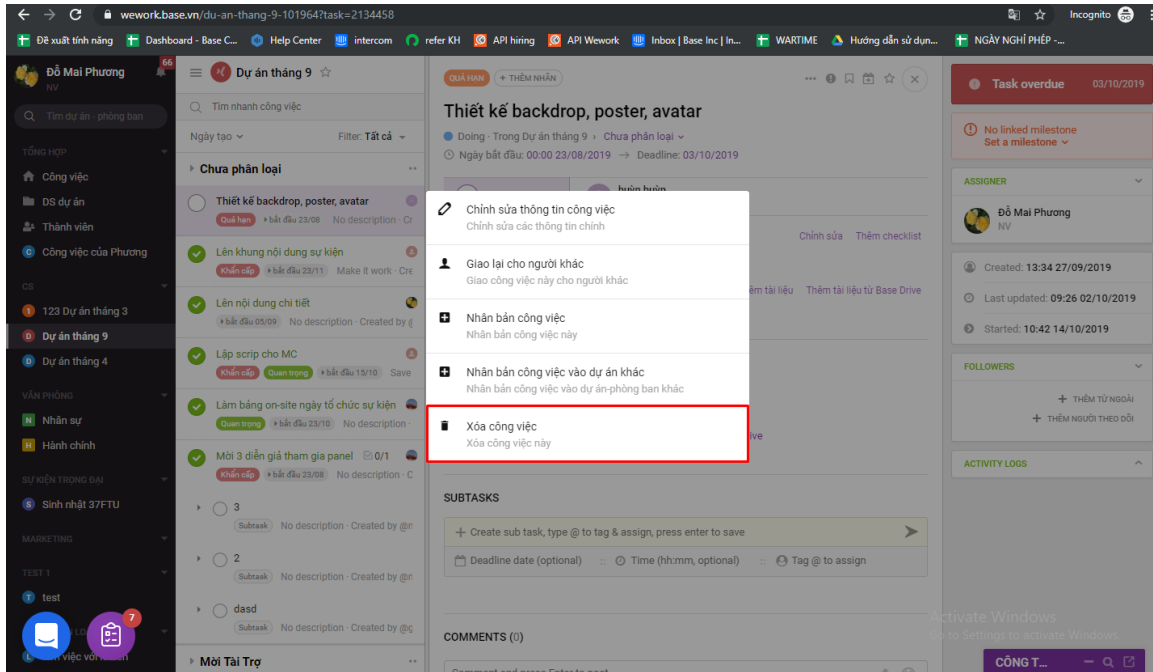 wework.base.vn/du-an-thang-9-101964?task=2134458
Incognito
Đề xuất tính năng
Dashboard - Base C...
Help Center
intercom
refer KH
API hiring
API Wework
Inbox | Base Inc | In...
WARTIME
Hướng dẫn sử dụn...
NGÀY NGHỈ PHÉP -...
Đỗ Mai Phương
NV
66
Tìm dự án - phòng ban
TỔNG HỢP
Công việc
DS dự án
Thành viên
Công việc của Phương
CS
123 Dự án tháng 3
Dự án tháng 9
Dự án tháng 4
VĂN PHÒNG
Nhân sự
Hành chính
SỰ KIỆN TRỌNG ĐẠI
Sinh nhật 37FTU
MARKETING
TEST 1
test
7
Dự án tháng 9
Tìm nhanh công việc
Ngày tạo
Filter: Tất cả
Chưa phân loại
Thiết kế backdrop, poster, avatar
Quá hạn bắt đầu 23/08 No description · Cr
Lên khung nội dung sự kiện
Khẩn cấp bắt đầu 23/11 Make it work · Cre
Lên nội dung chi tiết
bắt đầu 05/09 No description · Created by
Lập scrip cho MC
Khẩn cấp Quan trọng bắt đầu 15/10 Save
Làm bảng on-site ngày tổ chức sự kiện
Quan trọng bắt đầu 23/10 No description ·
Mời 3 diễn giả tham gia panel 0/1
Khẩn cấp bắt đầu 23/08 No description · C
3
Subtask No description · Created by
2
Subtask No description · Created by
dasd
Subtask No description · Created by
Mời Tài Trợ
QUÁ HẠN + THÊM NHÃN
Thiết kế backdrop, poster, avatar
Doing · Trong Dự án tháng 9 › Chưa phân loại
Ngày bắt đầu: 00:00 23/08/2019 → Deadline: 03/10/2019
Chỉnh sửa thông tin công việc
Chỉnh sửa các thông tin chính
Giao lại cho người khác
Giao công việc này cho người khác
Nhân bản công việc
Nhân bản công việc này
Nhân bản công việc vào dự án khác
Nhân bản công việc vào dự án-phòng ban khác
Xóa công việc
Xóa công việc này
Chỉnh sửa Thêm checklist
êm tài liệu Thêm tài liệu từ Base Drive
ive
SUBTASKS
+ Create sub task, type @ to tag & assign, press enter to save
Deadline date (optional) :: Time (hh:mm, optional) :: Tag @ to assign
COMMENTS (0)
Comment and press Enter to post
Task overdue 03/10/2019
No linked milestone
Set a milestone
ASSIGNER
Đỗ Mai Phương
NV
Created: 13:34 27/09/2019
Last updated: 09:26 02/10/2019
Started: 10:42 14/10/2019
FOLLOWERS
+ THÊM TỪ NGOÀI
+ THÊM NGƯỜI THEO DÕI
ACTIVITY LOGS
Activate Windows
Go to Settings to activate Windows.
CÔNG T...